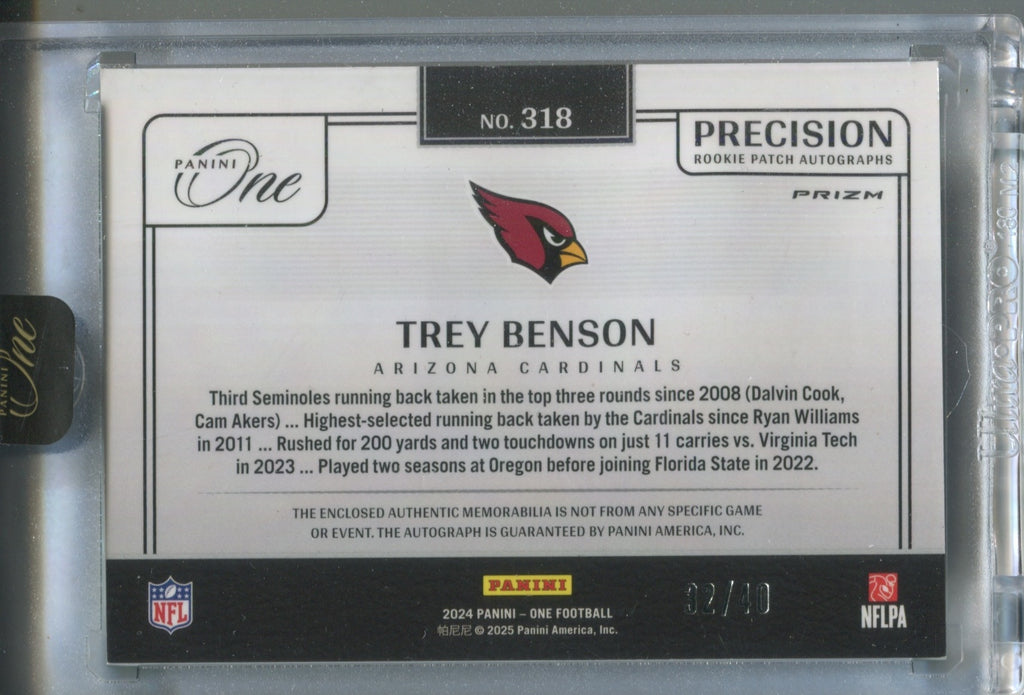 NO. 318
PANINI
One
PRECISION
ROOKIE PATCH AUTOGRAPHS
PRIZM
TREY BENSON
ARIZONA CARDINALS
Third Seminoles running back taken in the top three rounds since 2008 (Dalvin Cook,
Cam Akers) ... Highest-selected running back taken by the Cardinals since Ryan Williams
in 2011 ... Rushed for 200 yards and two touchdowns on just 11 carries vs. Virginia Tech
in 2023 ... Played two seasons at Oregon before joining Florida State in 2022.
THE ENCLOSED AUTHENTIC MEMORABILIA IS NOT FROM ANY SPECIFIC GAME
OR EVENT. THE AUTOGRAPH IS GUARANTEED BY PANINI AMERICA, INC.
NFL
PANINI
2024 PANINI – ONE FOOTBALL
帕尼尼 © 2025 Panini America, Inc.
32/40
NFLPA
PANINI
One
UltraPRO®